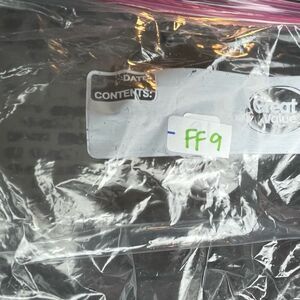 DATE
CONTENTS:
Great
Value
FF9